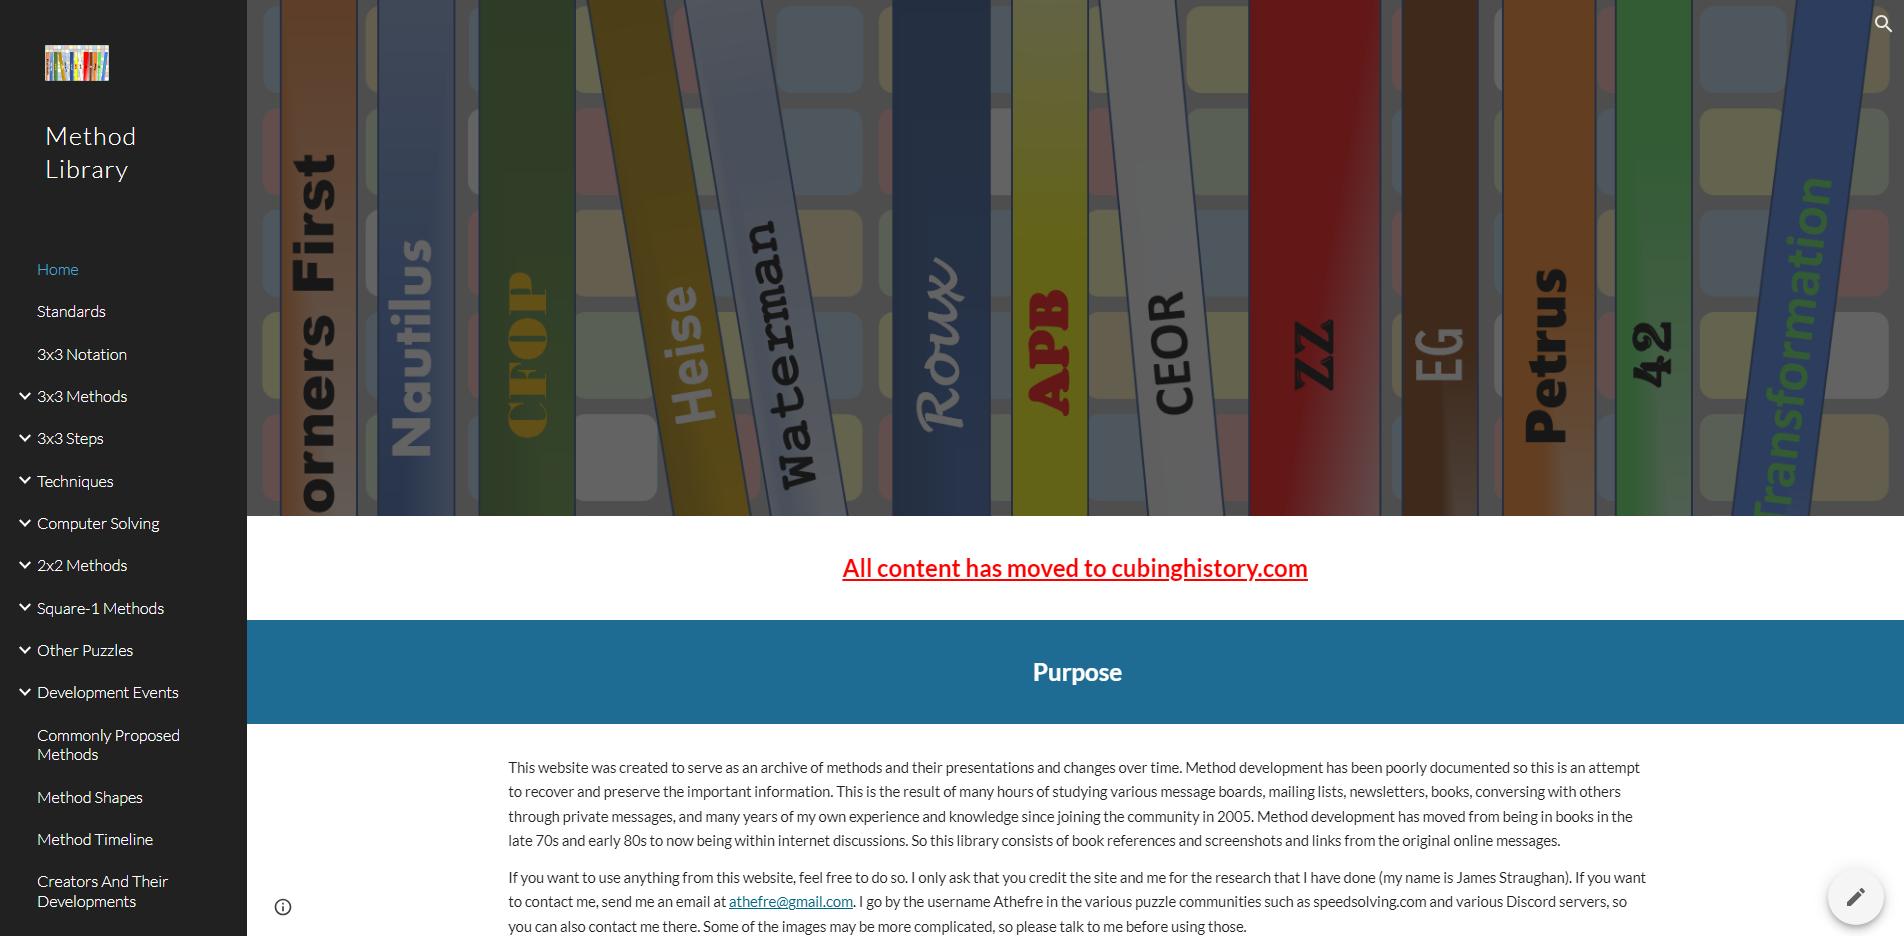 Method
Library
Home
Standards
3x3 Notation
3x3 Methods
3x3 Steps
Techniques
Computer Solving
2x2 Methods
Square-1 Methods
Other Puzzles
Development Events
Commonly Proposed
Methods
Method Shapes
Method Timeline
Creators And Their
Developments
orners First
Nautilus
CFOP
Heise
Waterman
Roux
APB
CEOR
ZZ
EG
Petrus
42
Transformation
All content has moved to cubinghistory.com
Purpose
This website was created to serve as an archive of methods and their presentations and changes over time. Method development has been poorly documented so this is an attempt
to recover and preserve the important information. This is the result of many hours of studying various message boards, mailing lists, newsletters, books, conversing with others
through private messages, and many years of my own experience and knowledge since joining the community in 2005. Method development has moved from being in books in the
late 70s and early 80s to now being within internet discussions. So this library consists of book references and screenshots and links from the original online messages.
If you want to use anything from this website, feel free to do so. I only ask that you credit the site and me for the research that I have done (my name is James Straughan). If you want
to contact me, send me an email at athefre@gmail.com. I go by the username Athefre in the various puzzle communities such as speedsolving.com and various Discord servers, so
you can also contact me there. Some of the images may be more complicated, so please talk to me before using those.